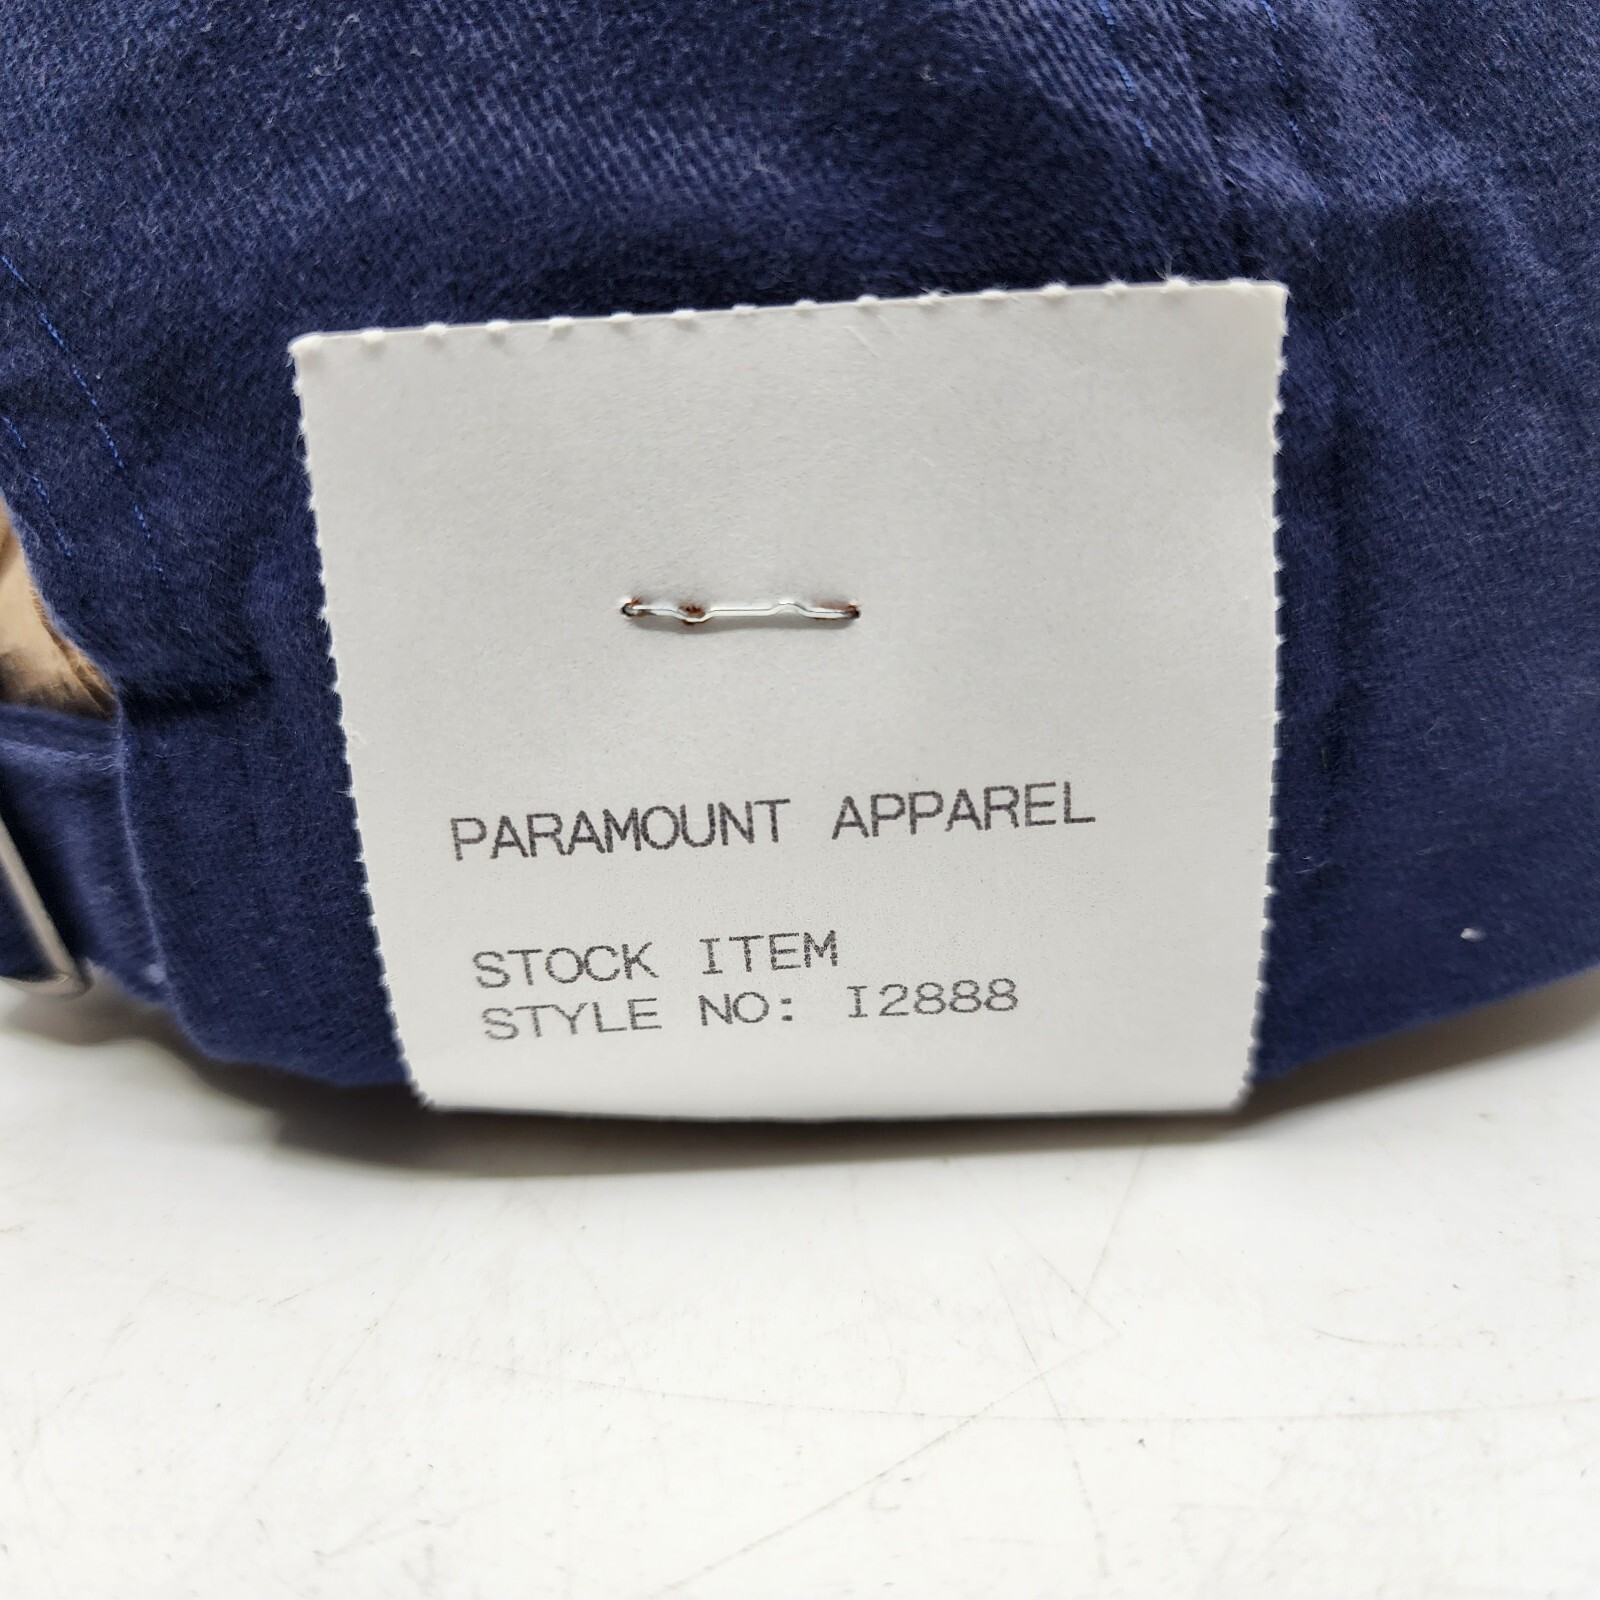 PARAMOUNT APPAREL
STOCK ITEM
STYLE NO: I2888